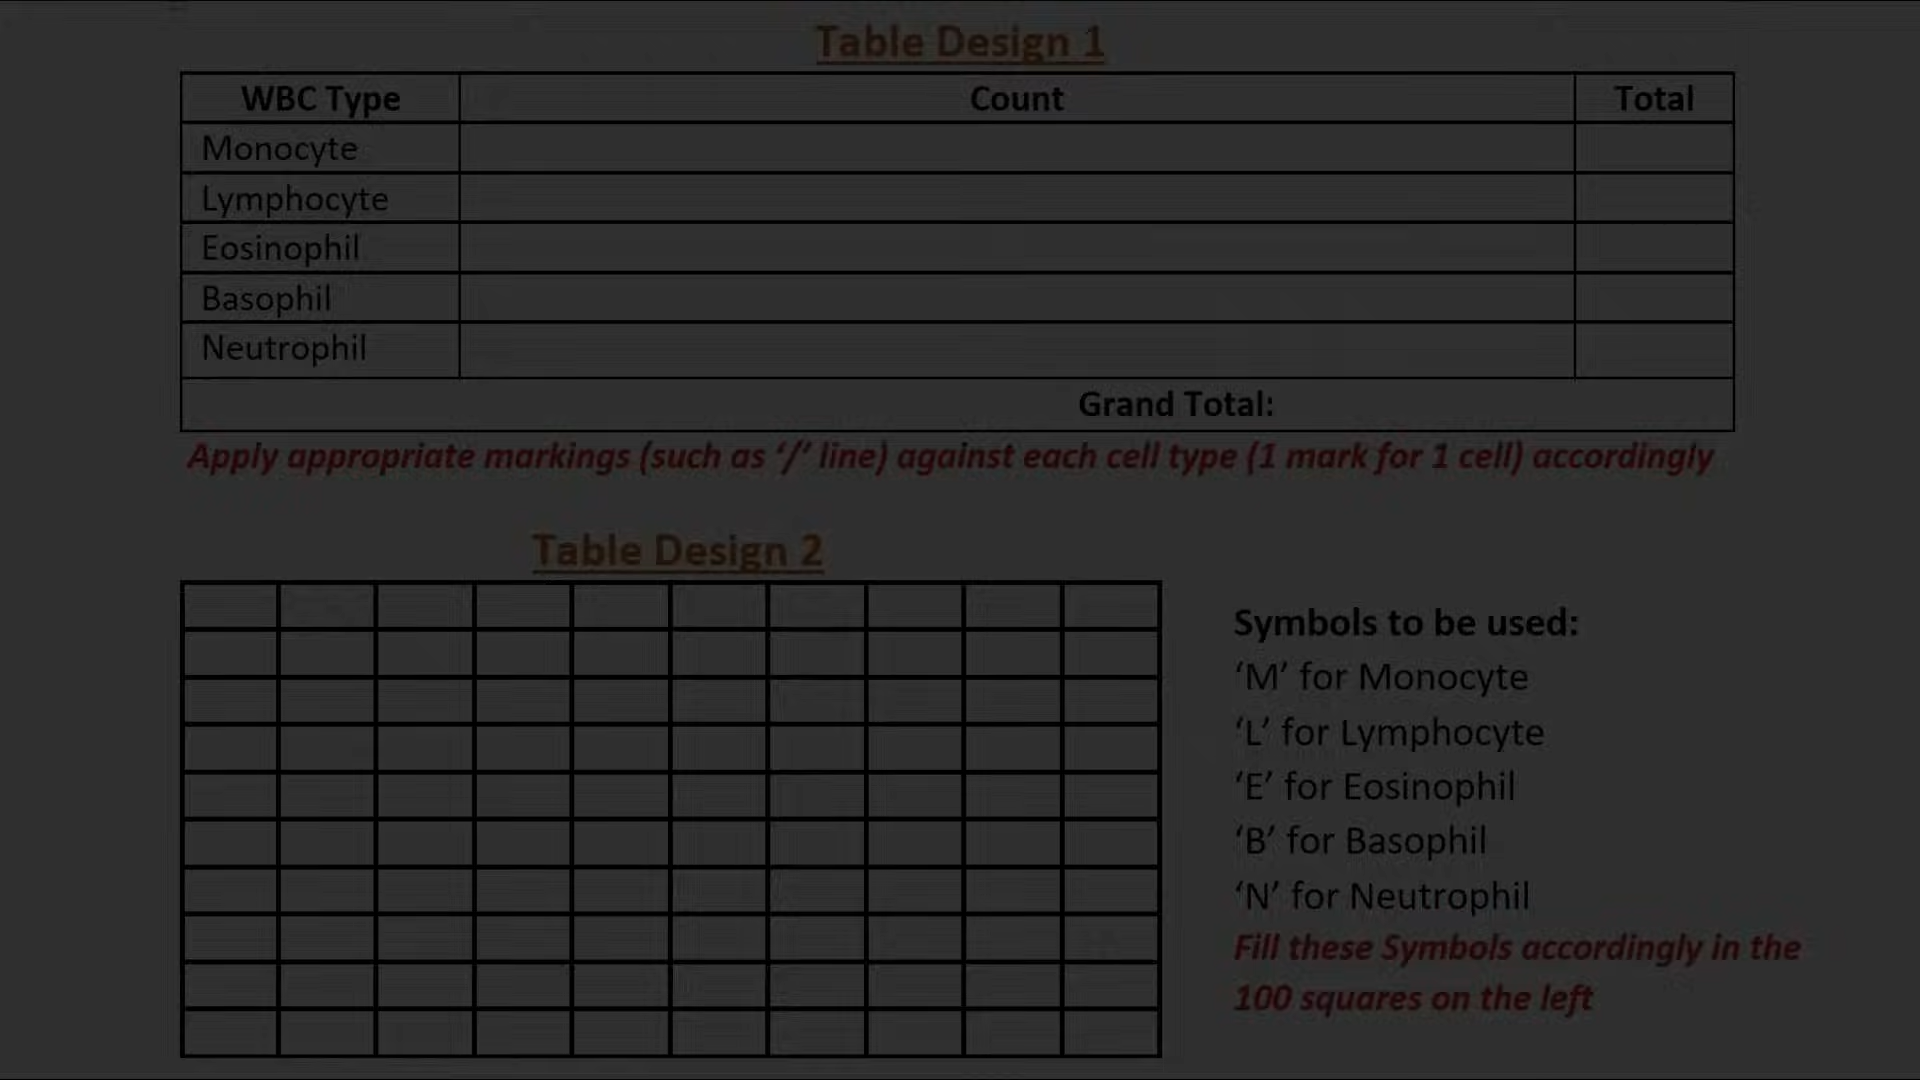 Table Design 1
WBC Type Count Total
Monocyte
Lymphocyte
Eosinophil
Basophil
Neutrophil
Grand Total:
Apply appropriate markings (such as ‘/’ line) against each cell type (1 mark for 1 cell) accordingly
Table Design 2
Symbols to be used:
‘M’ for Monocyte
‘L’ for Lymphocyte
‘E’ for Eosinophil
‘B’ for Basophil
‘N’ for Neutrophil
Fill these Symbols accordingly in the
100 squares on the left